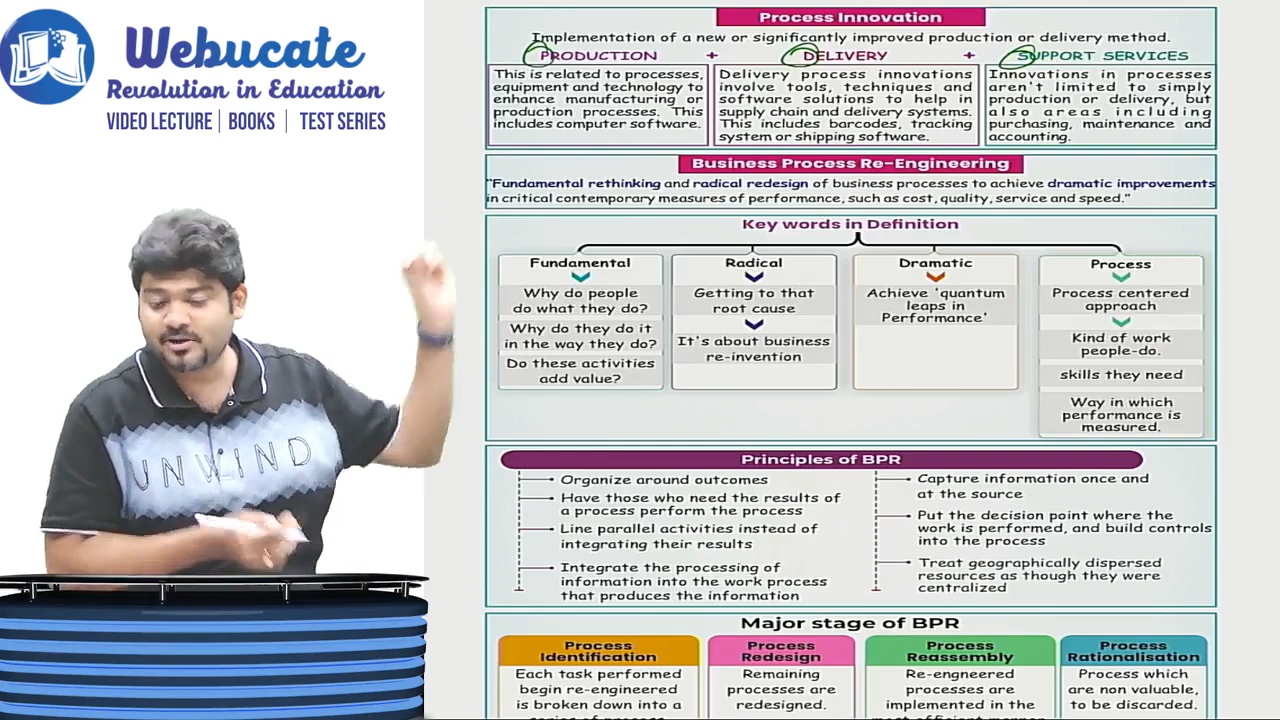 Webucate
Revolution in Education
VIDEO LECTURE | BOOKS | TEST SERIES
UNWIND
Process Innovation
Implementation of a new or significantly improved production or delivery method.
PRODUCTION + DELIVERY + SUPPORT SERVICES
This is related to processes,
equipment and technology to
enhance manufacturing or
production processes. This
includes computer software.
Delivery process innovations
involve tools, techniques and
software solutions to help in
supply chain and delivery systems.
This includes barcodes, tracking
system or shipping software.
Innovations in processes
aren't limited to simply
production or delivery, but
also areas including
purchasing, maintenance and
accounting.
Business Process Re-Engineering
"Fundamental rethinking and radical redesign of business processes to achieve dramatic improvements
in critical contemporary measures of performance, such as cost, quality, service and speed."
Key words in Definition
Fundamental
Why do people
do what they do?
Why do they do it
in the way they do?
Do these activities
add value?
Radical
Getting to that
root cause
It's about business
re-invention
Dramatic
Achieve 'quantum
leaps in
Performance'
Process
Process centered
approach
Kind of work
people-do.
skills they need
Way in which
performance is
measured.
Principles of BPR
Organize around outcomes
Have those who need the results of
a process perform the process
Line parallel activities instead of
integrating their results
Integrate the processing of
information into the work process
that produces the information
Capture information once and
at the source
Put the decision point where the
work is performed, and build controls
into the process
Treat geographically dispersed
resources as though they were
centralized
Major stage of BPR
Process
Identification
Each task performed
begin re-engineered
is broken down into a
series of process
Process
Redesign
Remaining
processes are
redesigned.
Process
Reassembly
Re-engneered
processes are
implemented in the
most efficient manner
Process
Rationalisation
Process which
are non valuable,
to be discarded.